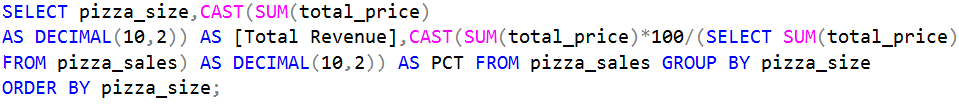 SELECT pizza_size,CAST(SUM(total_price)
AS DECIMAL(10,2)) AS [Total Revenue],CAST(SUM(total_price)*100/(SELECT SUM(total_price)
FROM pizza_sales) AS DECIMAL(10,2)) AS PCT FROM pizza_sales GROUP BY pizza_size
ORDER BY pizza_size;